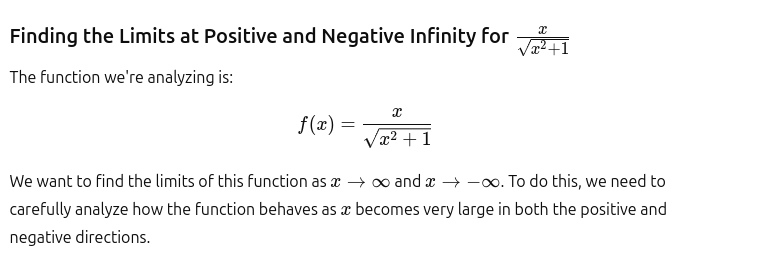 Finding the Limits at Positive and Negative Infinity for $\frac{x}{\sqrt{x^2+1}}$
The function we're analyzing is:
$f(x) = \frac{x}{\sqrt{x^2+1}}$
We want to find the limits of this function as $x \to \infty$ and $x \to -\infty$. To do this, we need to
carefully analyze how the function behaves as $x$ becomes very large in both the positive and
negative directions.